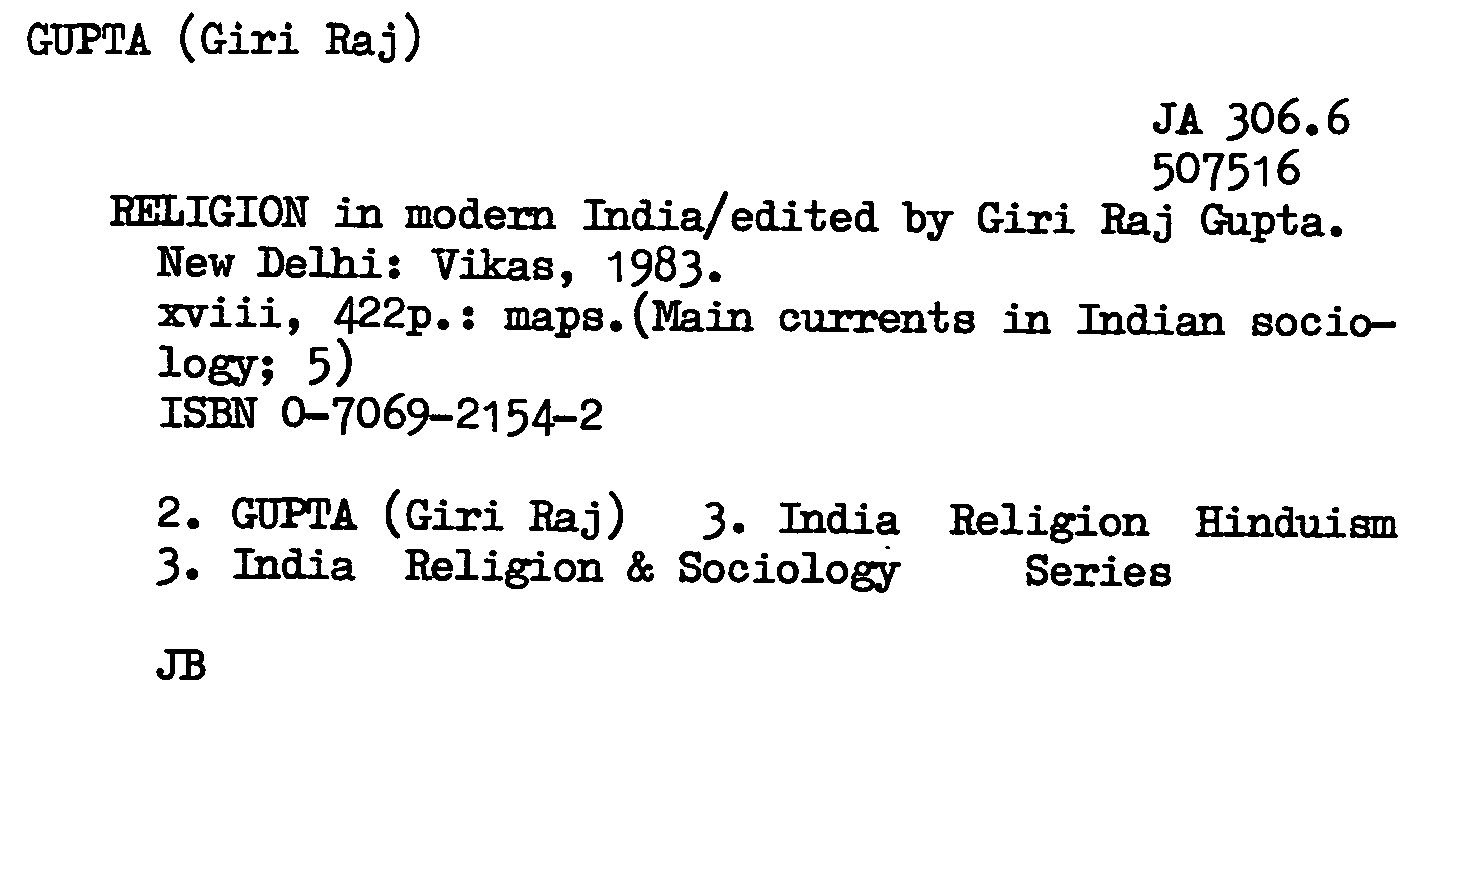 GUPTA (Giri Raj)
JA 306.6
507516
RELIGION in modern India/edited by Giri Raj Gupta.
New Delhi: Vikas, 1983.
xviii, 422p.: maps.(Main currents in Indian socio-
logy; 5)
ISBN 0-7069-2154-2
2. GUPTA (Giri Raj) 3. India Religion Hinduism
3. India Religion & Sociology Series
JB